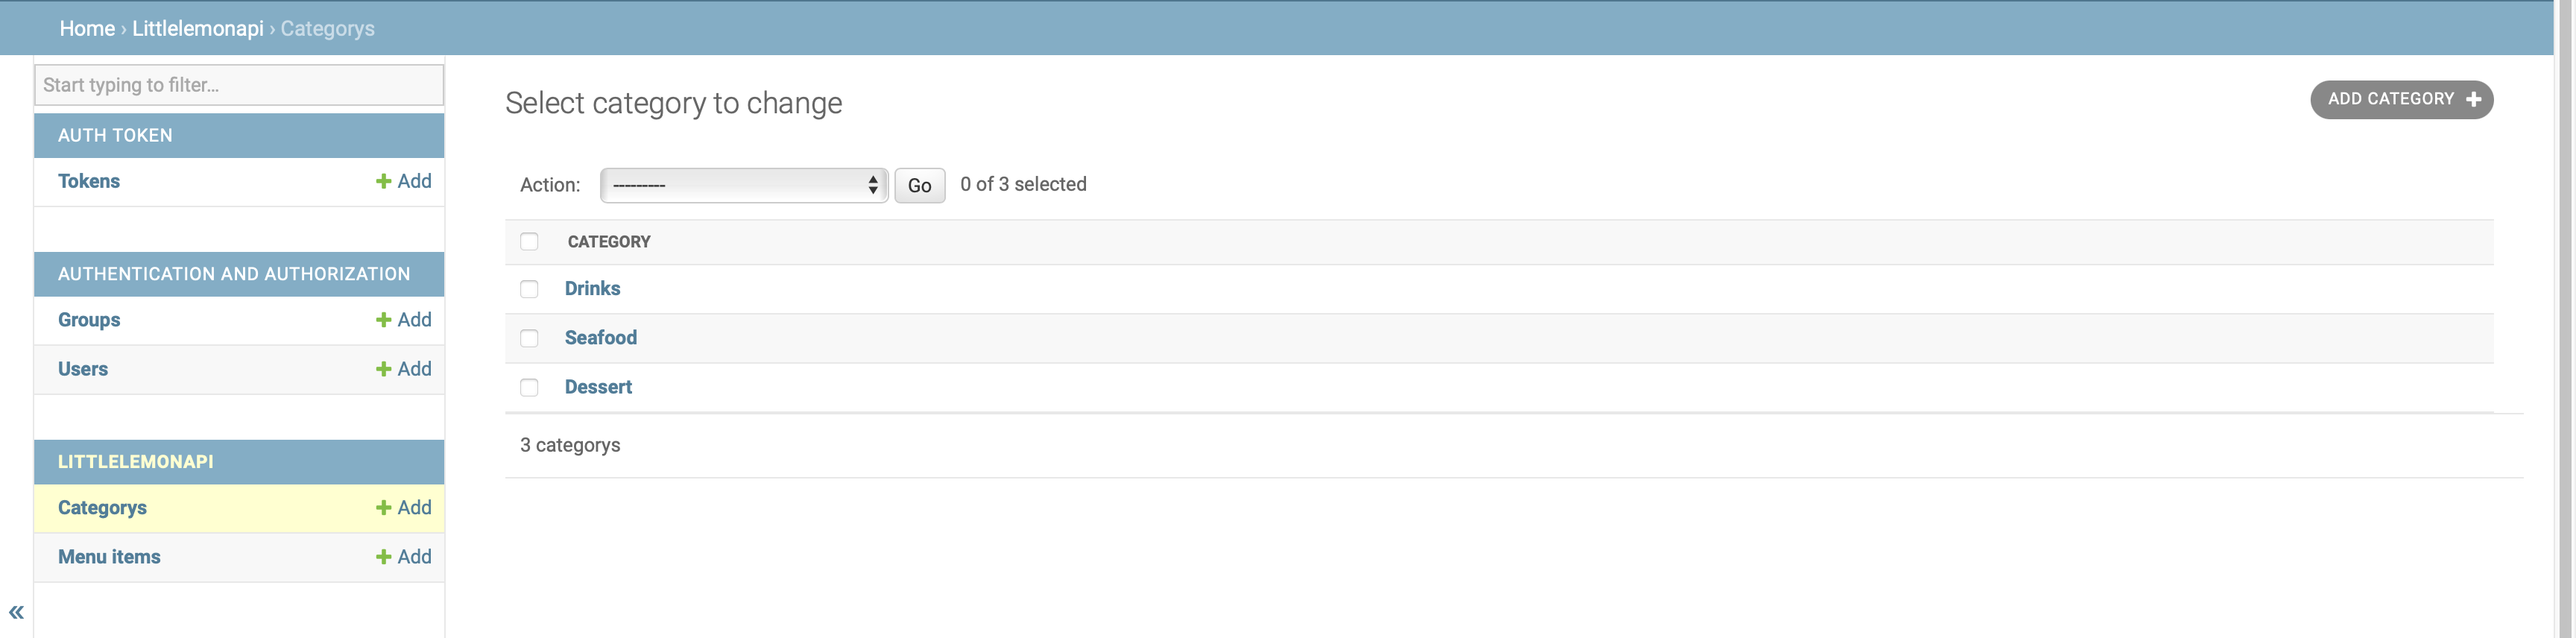 Home › Littlelemonapi › Categorys
Start typing to filter...
AUTH TOKEN
Tokens + Add
AUTHENTICATION AND AUTHORIZATION
Groups + Add
Users + Add
LITTLELEMONAPI
Categorys + Add
Menu items + Add
«
Select category to change
ADD CATEGORY +
Action: --------- Go 0 of 3 selected
CATEGORY
Drinks
Seafood
Dessert
3 categorys